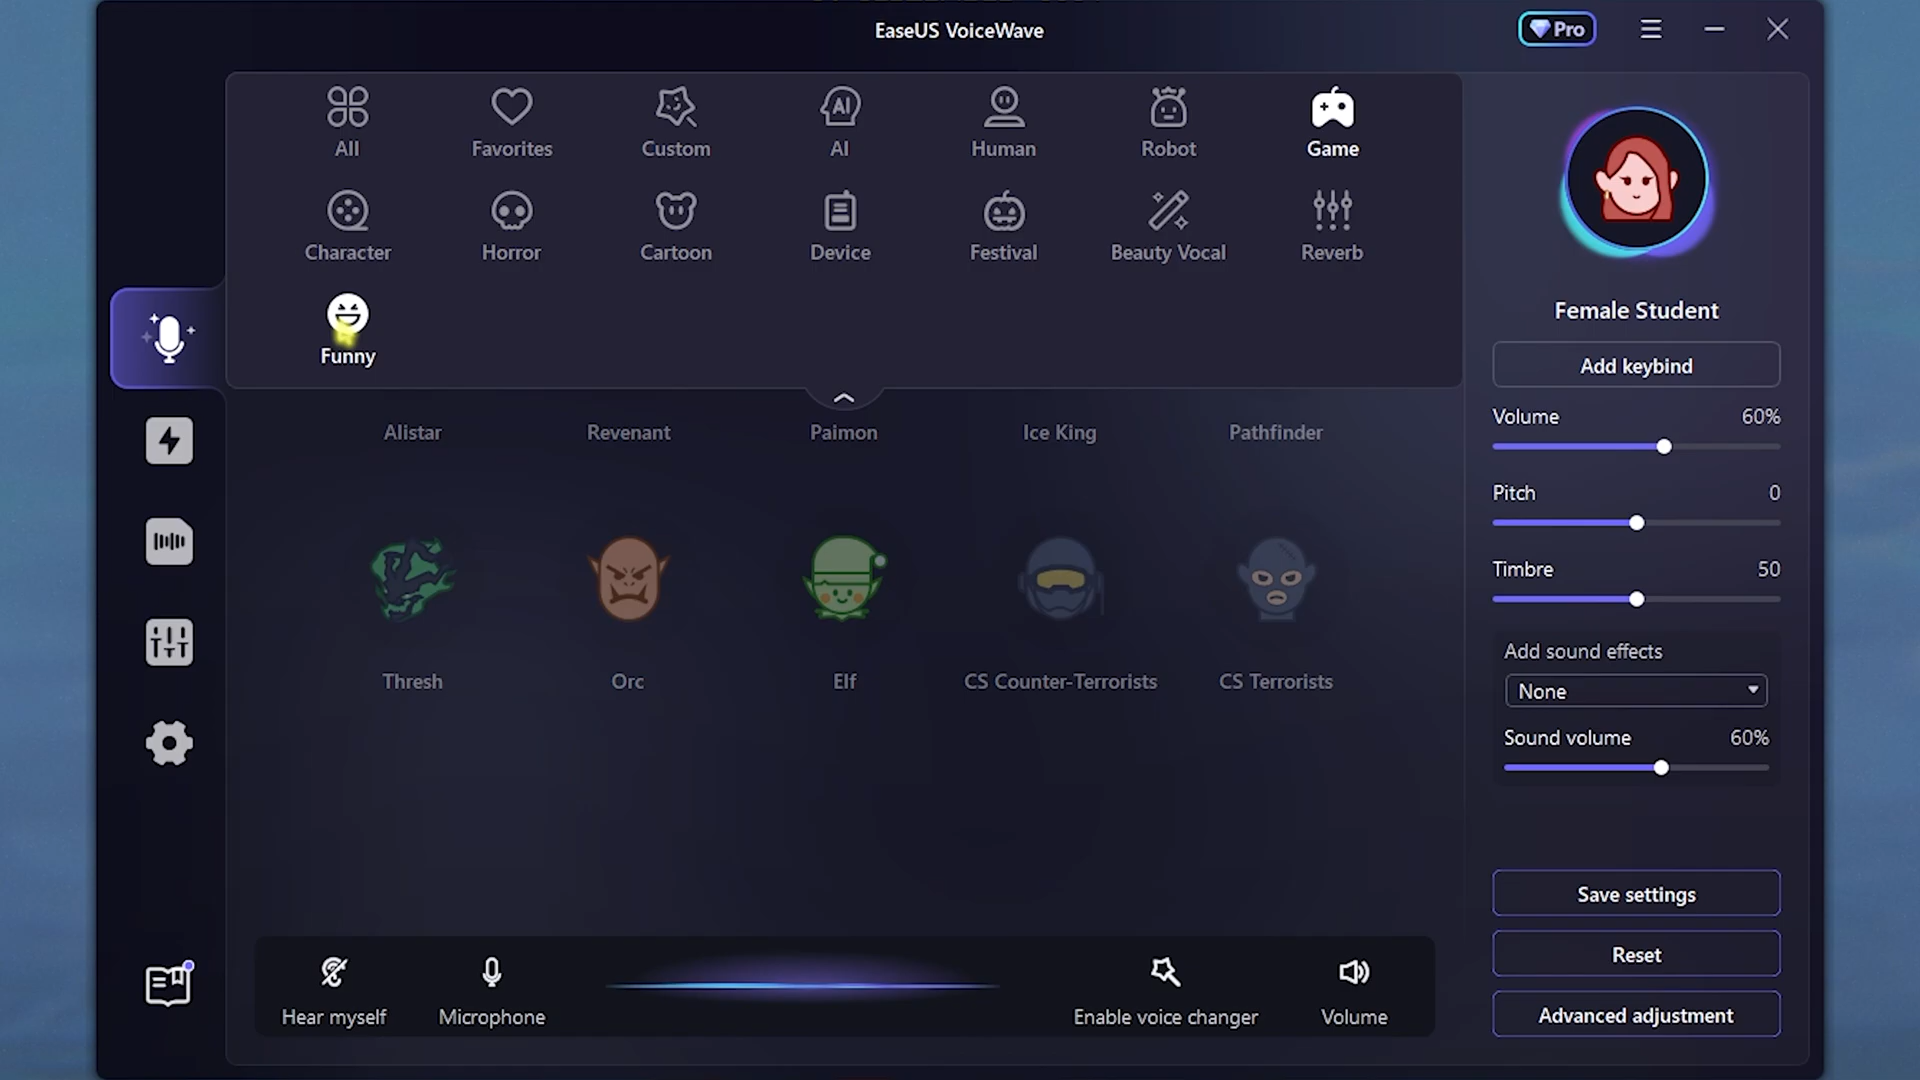 EaseUS VoiceWave
Pro
All
Favorites
Custom
AI
AI
Human
Robot
Game
Character
Horror
Cartoon
Device
Festival
Beauty Vocal
Reverb
Funny
Alistar
Revenant
Paimon
Ice King
Pathfinder
Thresh
Orc
Elf
CS Counter-Terrorists
CS Terrorists
Hear myself
Microphone
Enable voice changer
Volume
Female Student
Add keybind
Volume 60%
Pitch 0
Timbre 50
Add sound effects
None
Sound volume 60%
Save settings
Reset
Advanced adjustment